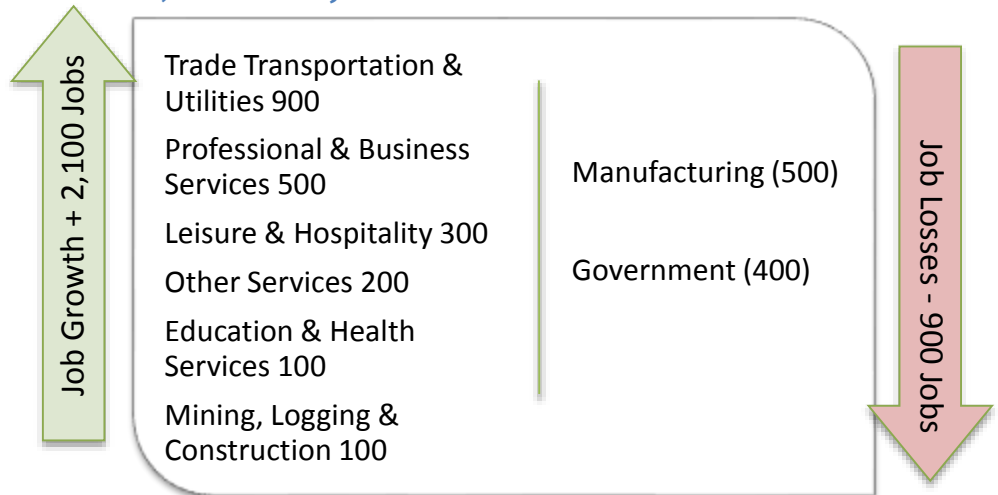 Job Growth + 2,100 Jobs
Trade Transportation &
Utilities 900
Professional & Business
Services 500
Leisure & Hospitality 300
Other Services 200
Education & Health
Services 100
Mining, Logging &
Construction 100
Manufacturing (500)
Government (400)
Job Losses - 900 Jobs